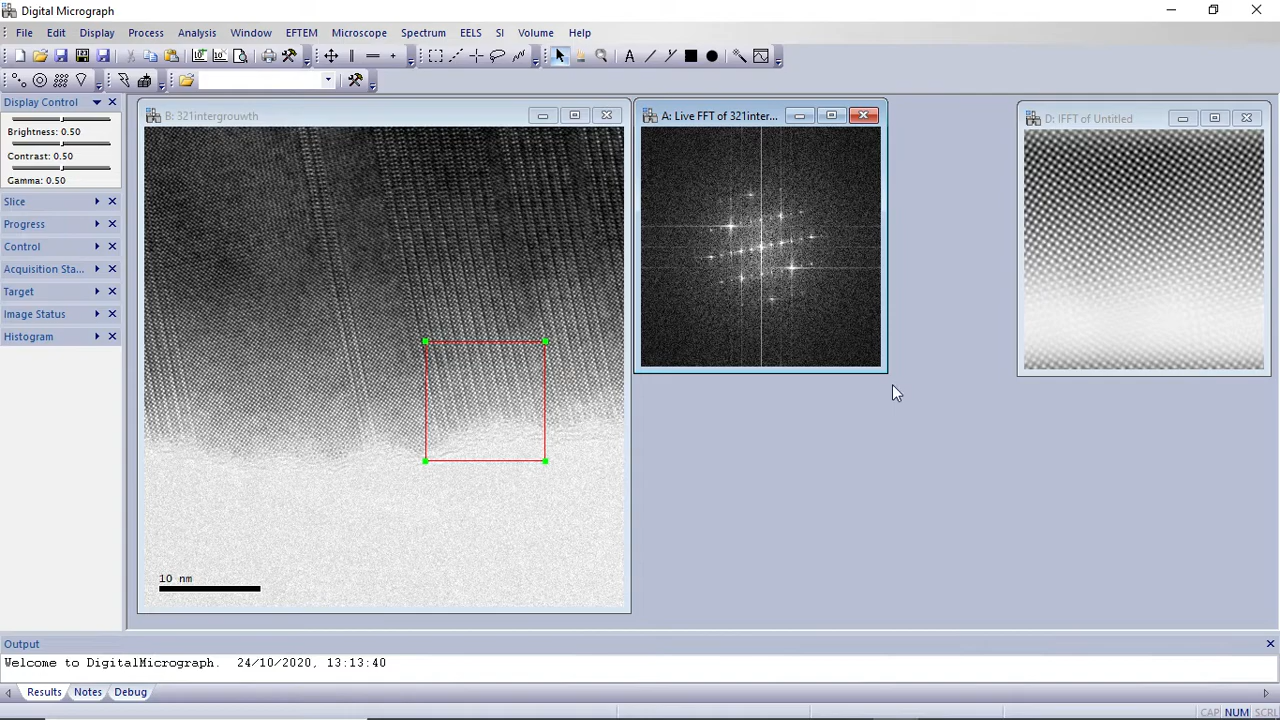 Digital Micrograph
File Edit Display Process Analysis Window EFTEM Microscope Spectrum EELS SI Volume Help
Display Control
Brightness: 0.50
Contrast: 0.50
Gamma: 0.50
Slice
Progress
Control
Acquisition Sta...
Target
Image Status
Histogram
B: 321intergrouwth
10 nm
A: Live FFT of 321inter...
D: IFFT of Untitled
Output
Welcome to DigitalMicrograph. 24/10/2020, 13:13:40
Results Notes Debug
CAP NUM SCRL